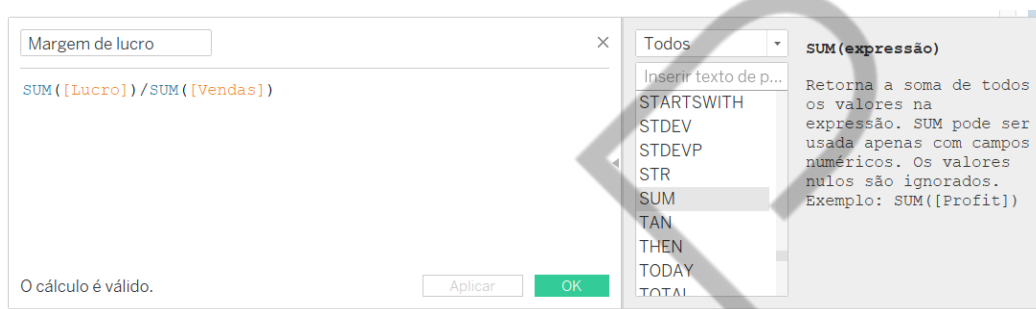 Margem de lucro
SUM([Lucro])/SUM([Vendas])
O cálculo é válido.
Aplicar
OK
Todos
Inserir texto de p...
STARTSWITH
STDEV
STDEVP
STR
SUM
TAN
THEN
TODAY
TOTAL
SUM(expressão)
Retorna a soma de todos
os valores na
expressão. SUM pode ser
usada apenas com campos
numéricos. Os valores
nulos são ignorados.
Exemplo: SUM([Profit])